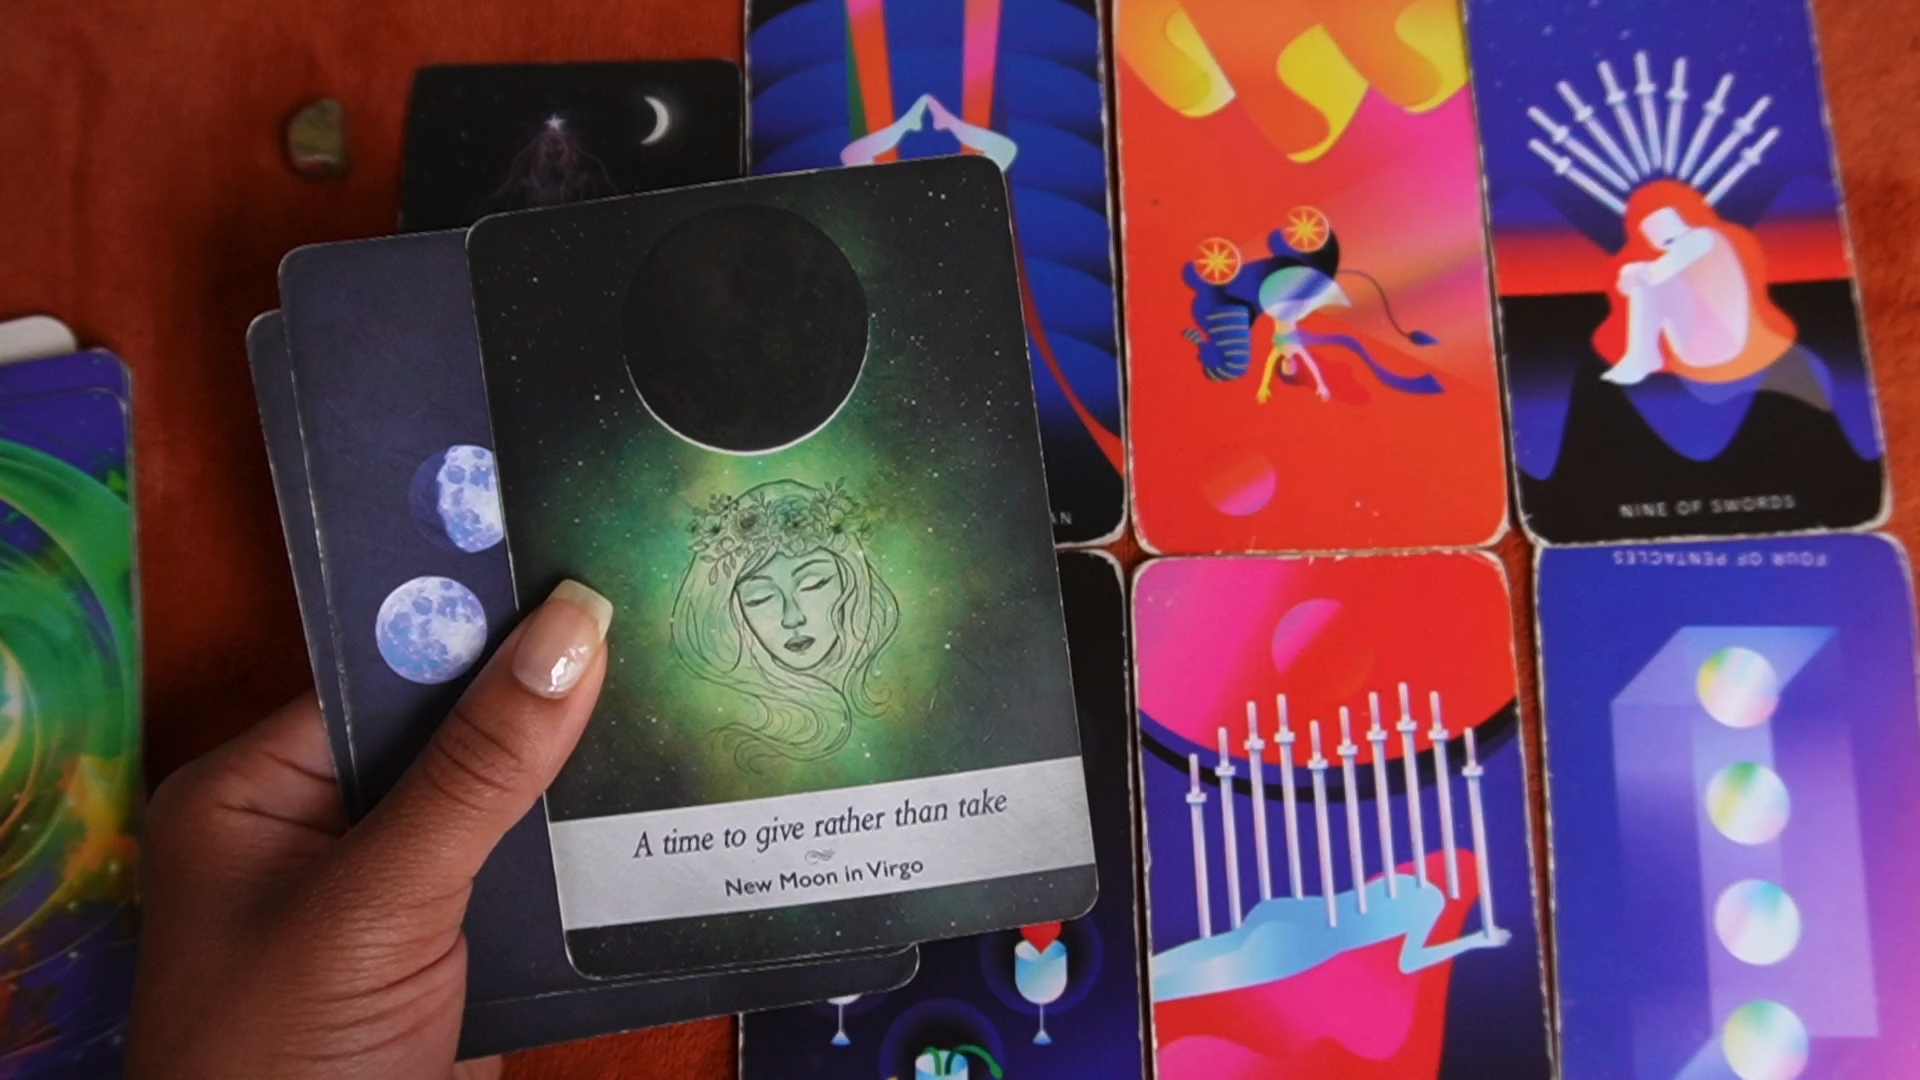 NINE OF SWORDS
FOUR OF PENTACLES
A time to give rather than take
New Moon in Virgo